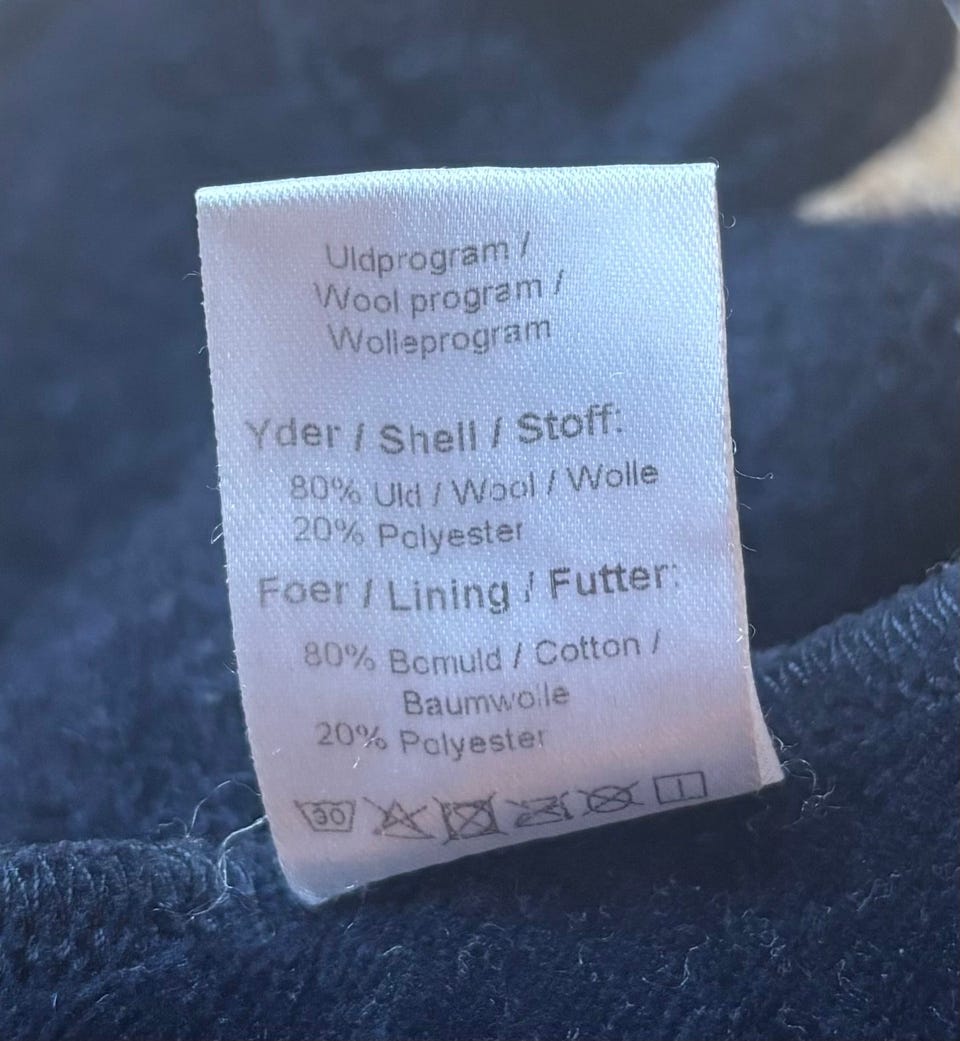 Uldprogram /
Wool program /
Wolleprogram
Yder / Shell / Stoff:
80% Uld / Wool / Wolle
20% Polyester
Foer / Lining / Futter:
80% Bomuld / Cotton /
Baumwolle
20% Polyester
30